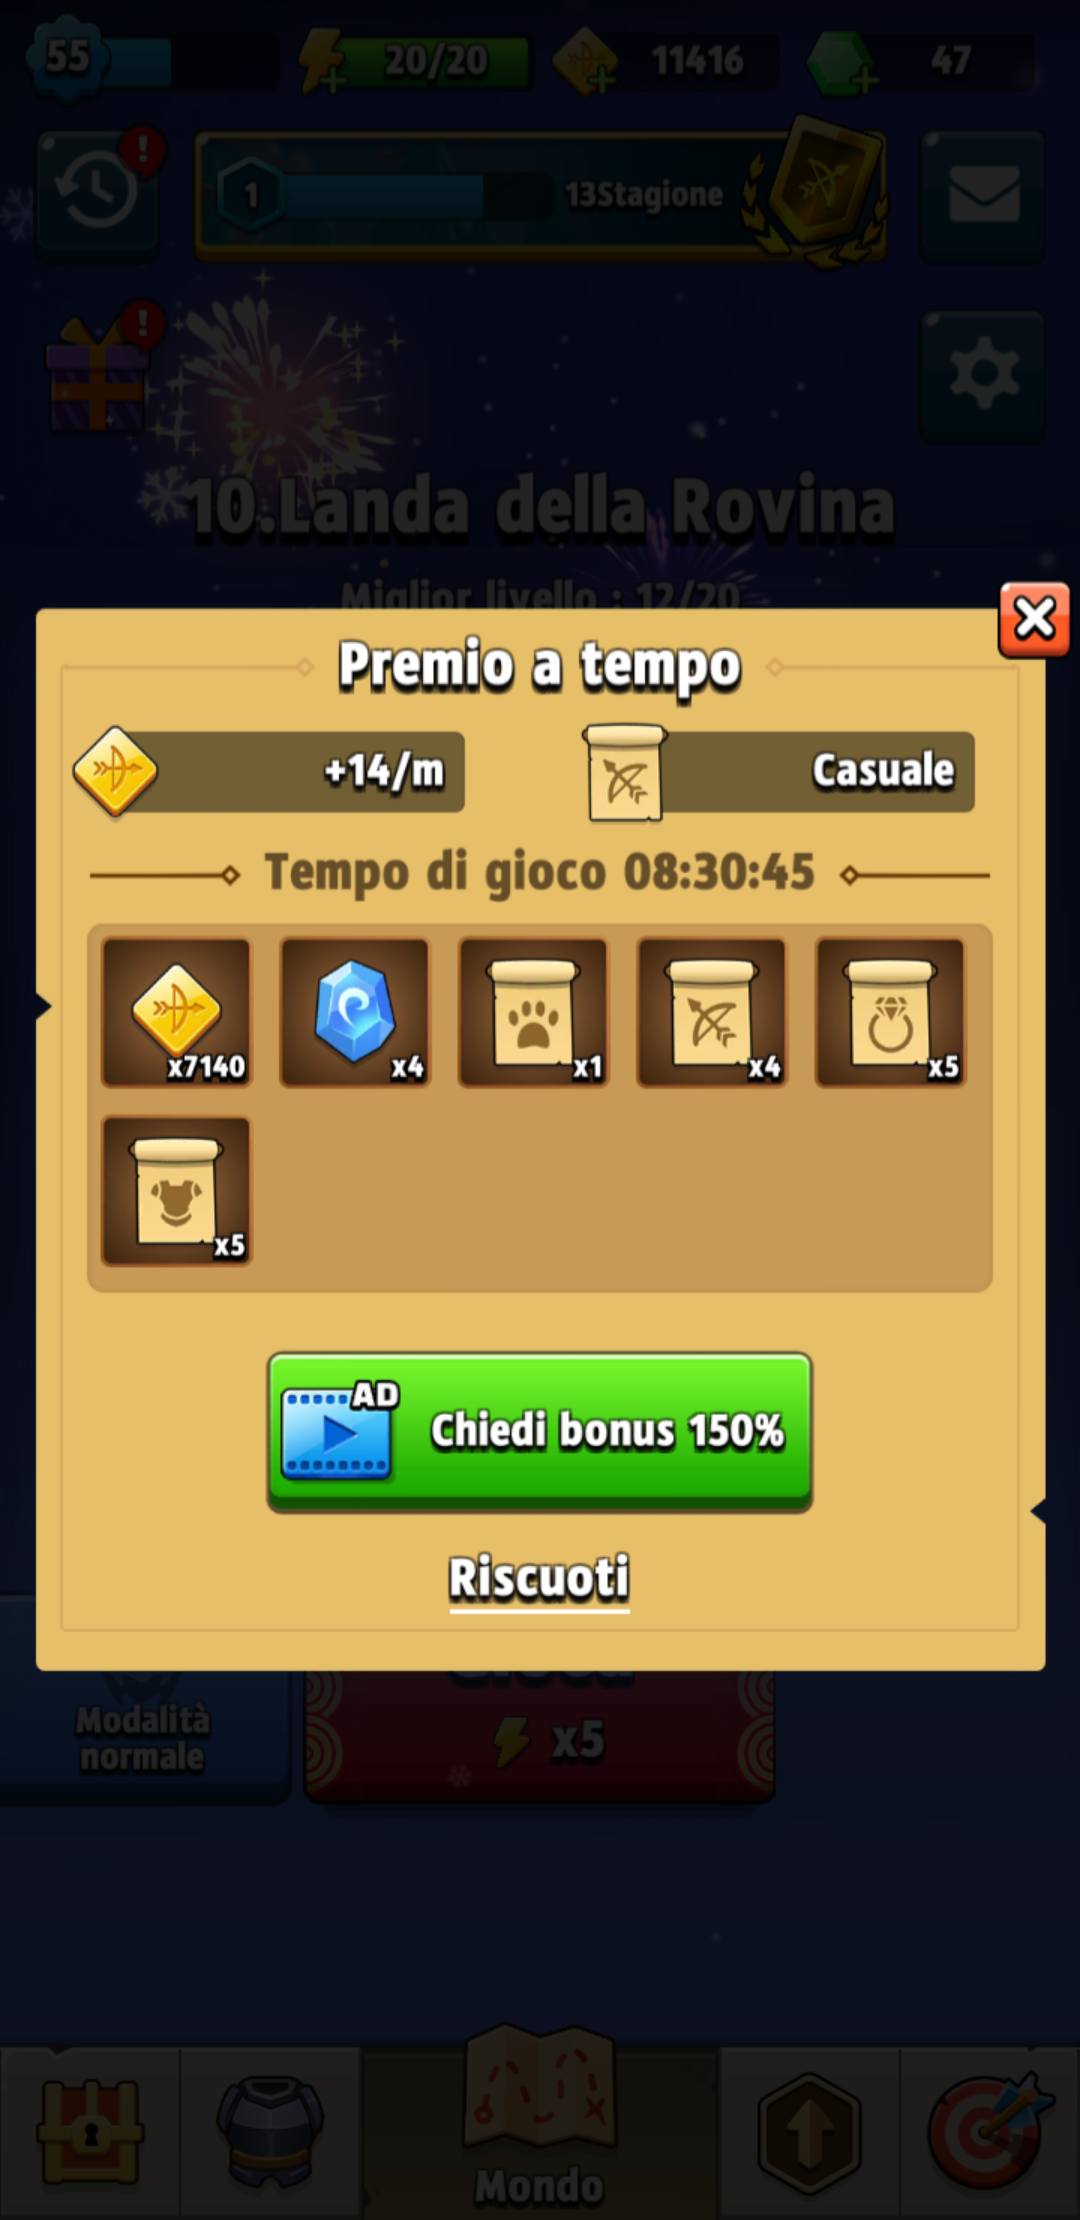 55
20/20
11416
47
!
1
13Stagione
!
10.Landa della Rovina
Miglior livello : 12/20
Premio a tempo
+14/m
Casuale
Tempo di gioco 08:30:45
x7140
x4
x1
x4
x5
x5
AD
Chiedi bonus 150%
Riscuoti
Gioca
Modalità
normale
x5
Mondo